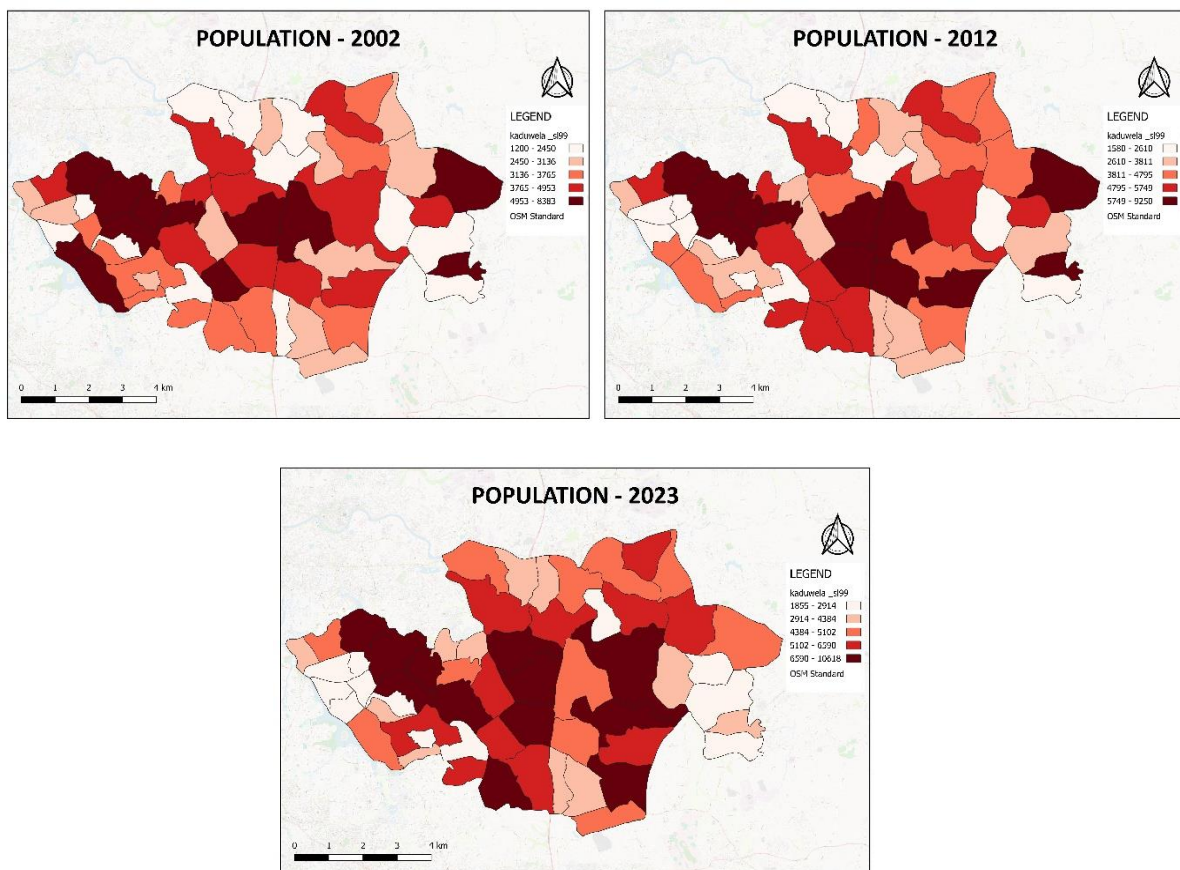 POPULATION - 2002
LEGEND
kaduwela _sl99
1200 - 2450
2450 - 3136
3136 - 3765
3765 - 4953
4953 - 8383
OSM Standard
0 1 2 3 4 km
POPULATION - 2012
LEGEND
kaduwela _sl99
1580 - 2610
2610 - 3811
3811 - 4795
4795 - 5749
5749 - 9250
OSM Standard
0 1 2 3 4 km
POPULATION - 2023
LEGEND
kaduwela _sl99
1855 - 2914
2914 - 4384
4384 - 5102
5102 - 6590
6590 - 10618
OSM Standard
0 1 2 3 4 km